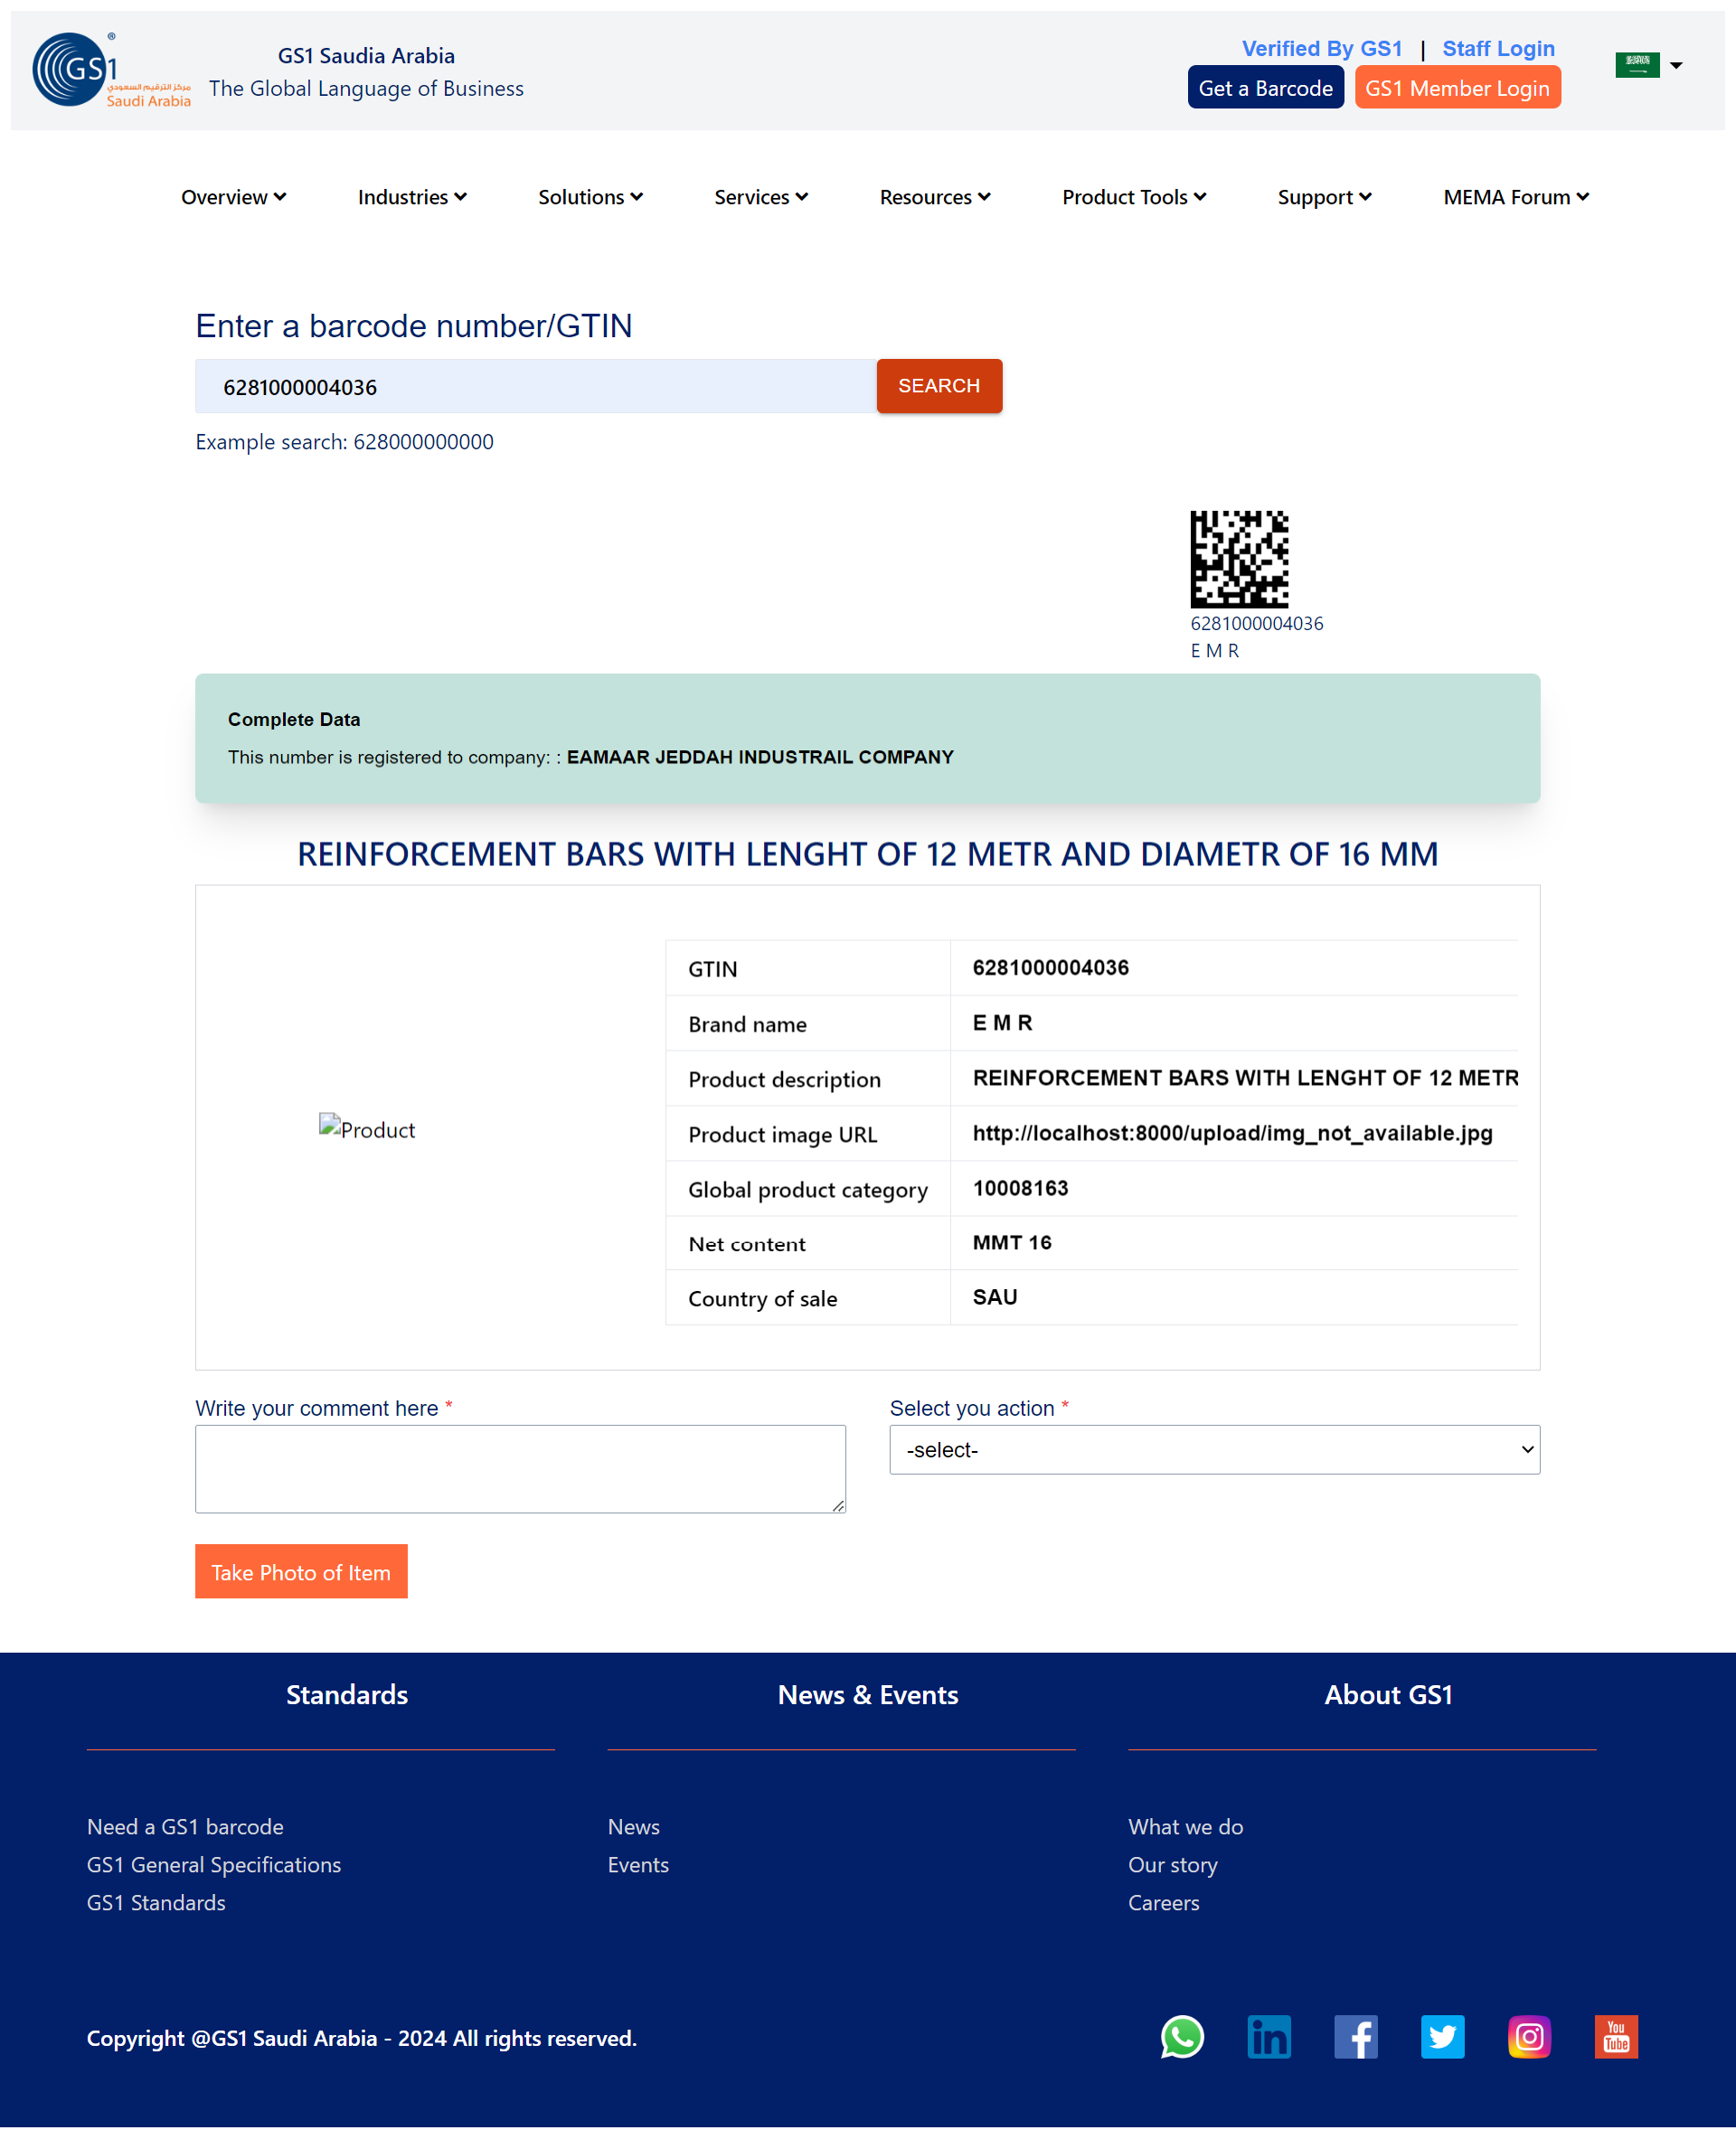 GS1
®
مركز الترقيم السعودي
Saudi Arabia
GS1 Saudia Arabia
The Global Language of Business
Verified By GS1 | Staff Login
Get a Barcode
GS1 Member Login
Overview
Industries
Solutions
Services
Resources
Product Tools
Support
MEMA Forum
Enter a barcode number/GTIN
6281000004036
SEARCH
Example search: 628000000000
6281000004036
E M R
Complete Data
This number is registered to company: : EAMAAR JEDDAH INDUSTRAIL COMPANY
REINFORCEMENT BARS WITH LENGHT OF 12 METR AND DIAMETR OF 16 MM
Product
GTIN 6281000004036
Brand name E M R
Product description REINFORCEMENT BARS WITH LENGHT OF 12 METR
Product image URL http://localhost:8000/upload/img_not_available.jpg
Global product category 10008163
Net content MMT 16
Country of sale SAU
Write your comment here *
Select you action *
-select-
Take Photo of Item
Standards
News & Events
About GS1
Need a GS1 barcode
GS1 General Specifications
GS1 Standards
News
Events
What we do
Our story
Careers
Copyright @GS1 Saudi Arabia - 2024 All rights reserved.
in
f
You
Tube